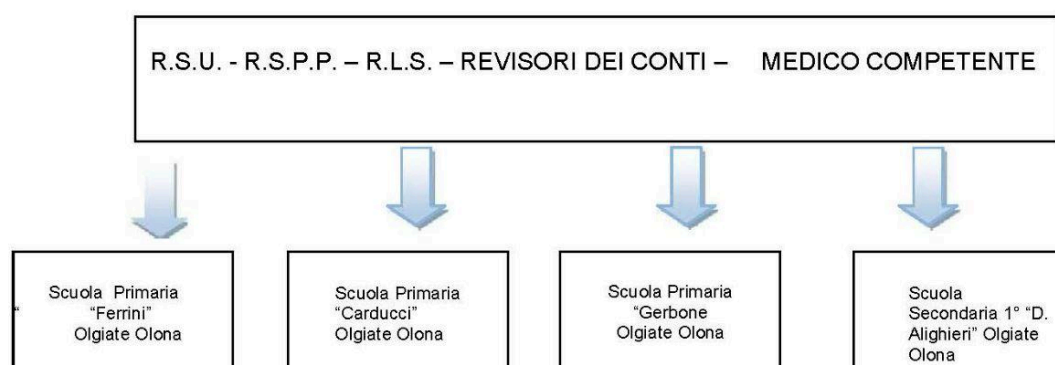 R.S.U. - R.S.P.P. – R.L.S. – REVISORI DEI CONTI – MEDICO COMPETENTE
Scuola Primaria
“ “Ferrini”
Olgiate Olona
Scuola Primaria
“Carducci”
Olgiate Olona
Scuola Primaria
“Gerbone
Olgiate Olona
Scuola
Secondaria 1° “D.
Alighieri” Olgiate
Olona